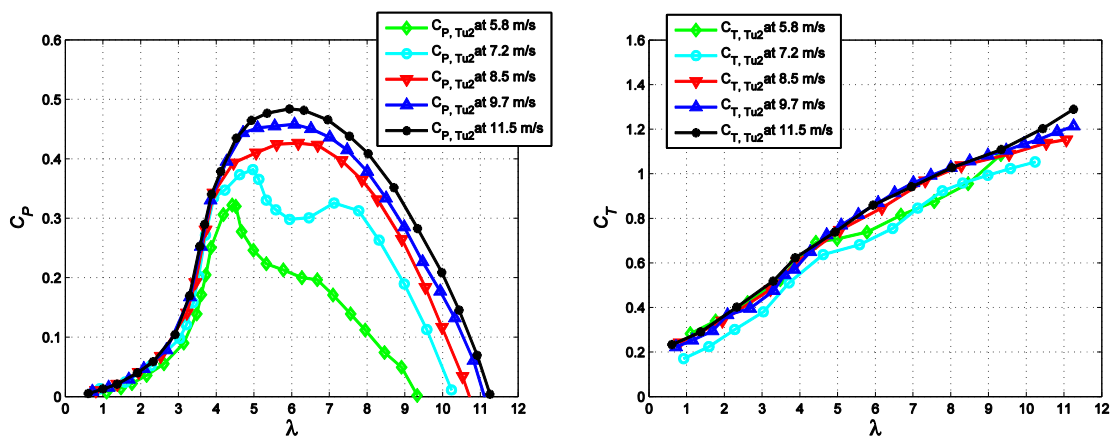 C_P, Tu2 at 5.8 m/s
C_P, Tu2 at 7.2 m/s
C_P, Tu2 at 8.5 m/s
C_P, Tu2 at 9.7 m/s
C_P, Tu2 at 11.5 m/s
0.6
0.5
0.4
0.3
0.2
0.1
0
C_P
0 1 2 3 4 5 6 7 8 9 10 11 12
λ
C_T, Tu2 at 5.8 m/s
C_T, Tu2 at 7.2 m/s
C_T, Tu2 at 8.5 m/s
C_T, Tu2 at 9.7 m/s
C_T, Tu2 at 11.5 m/s
1.6
1.4
1.2
1
0.8
0.6
0.4
0.2
0
C_T
0 1 2 3 4 5 6 7 8 9 10 11 12
λ